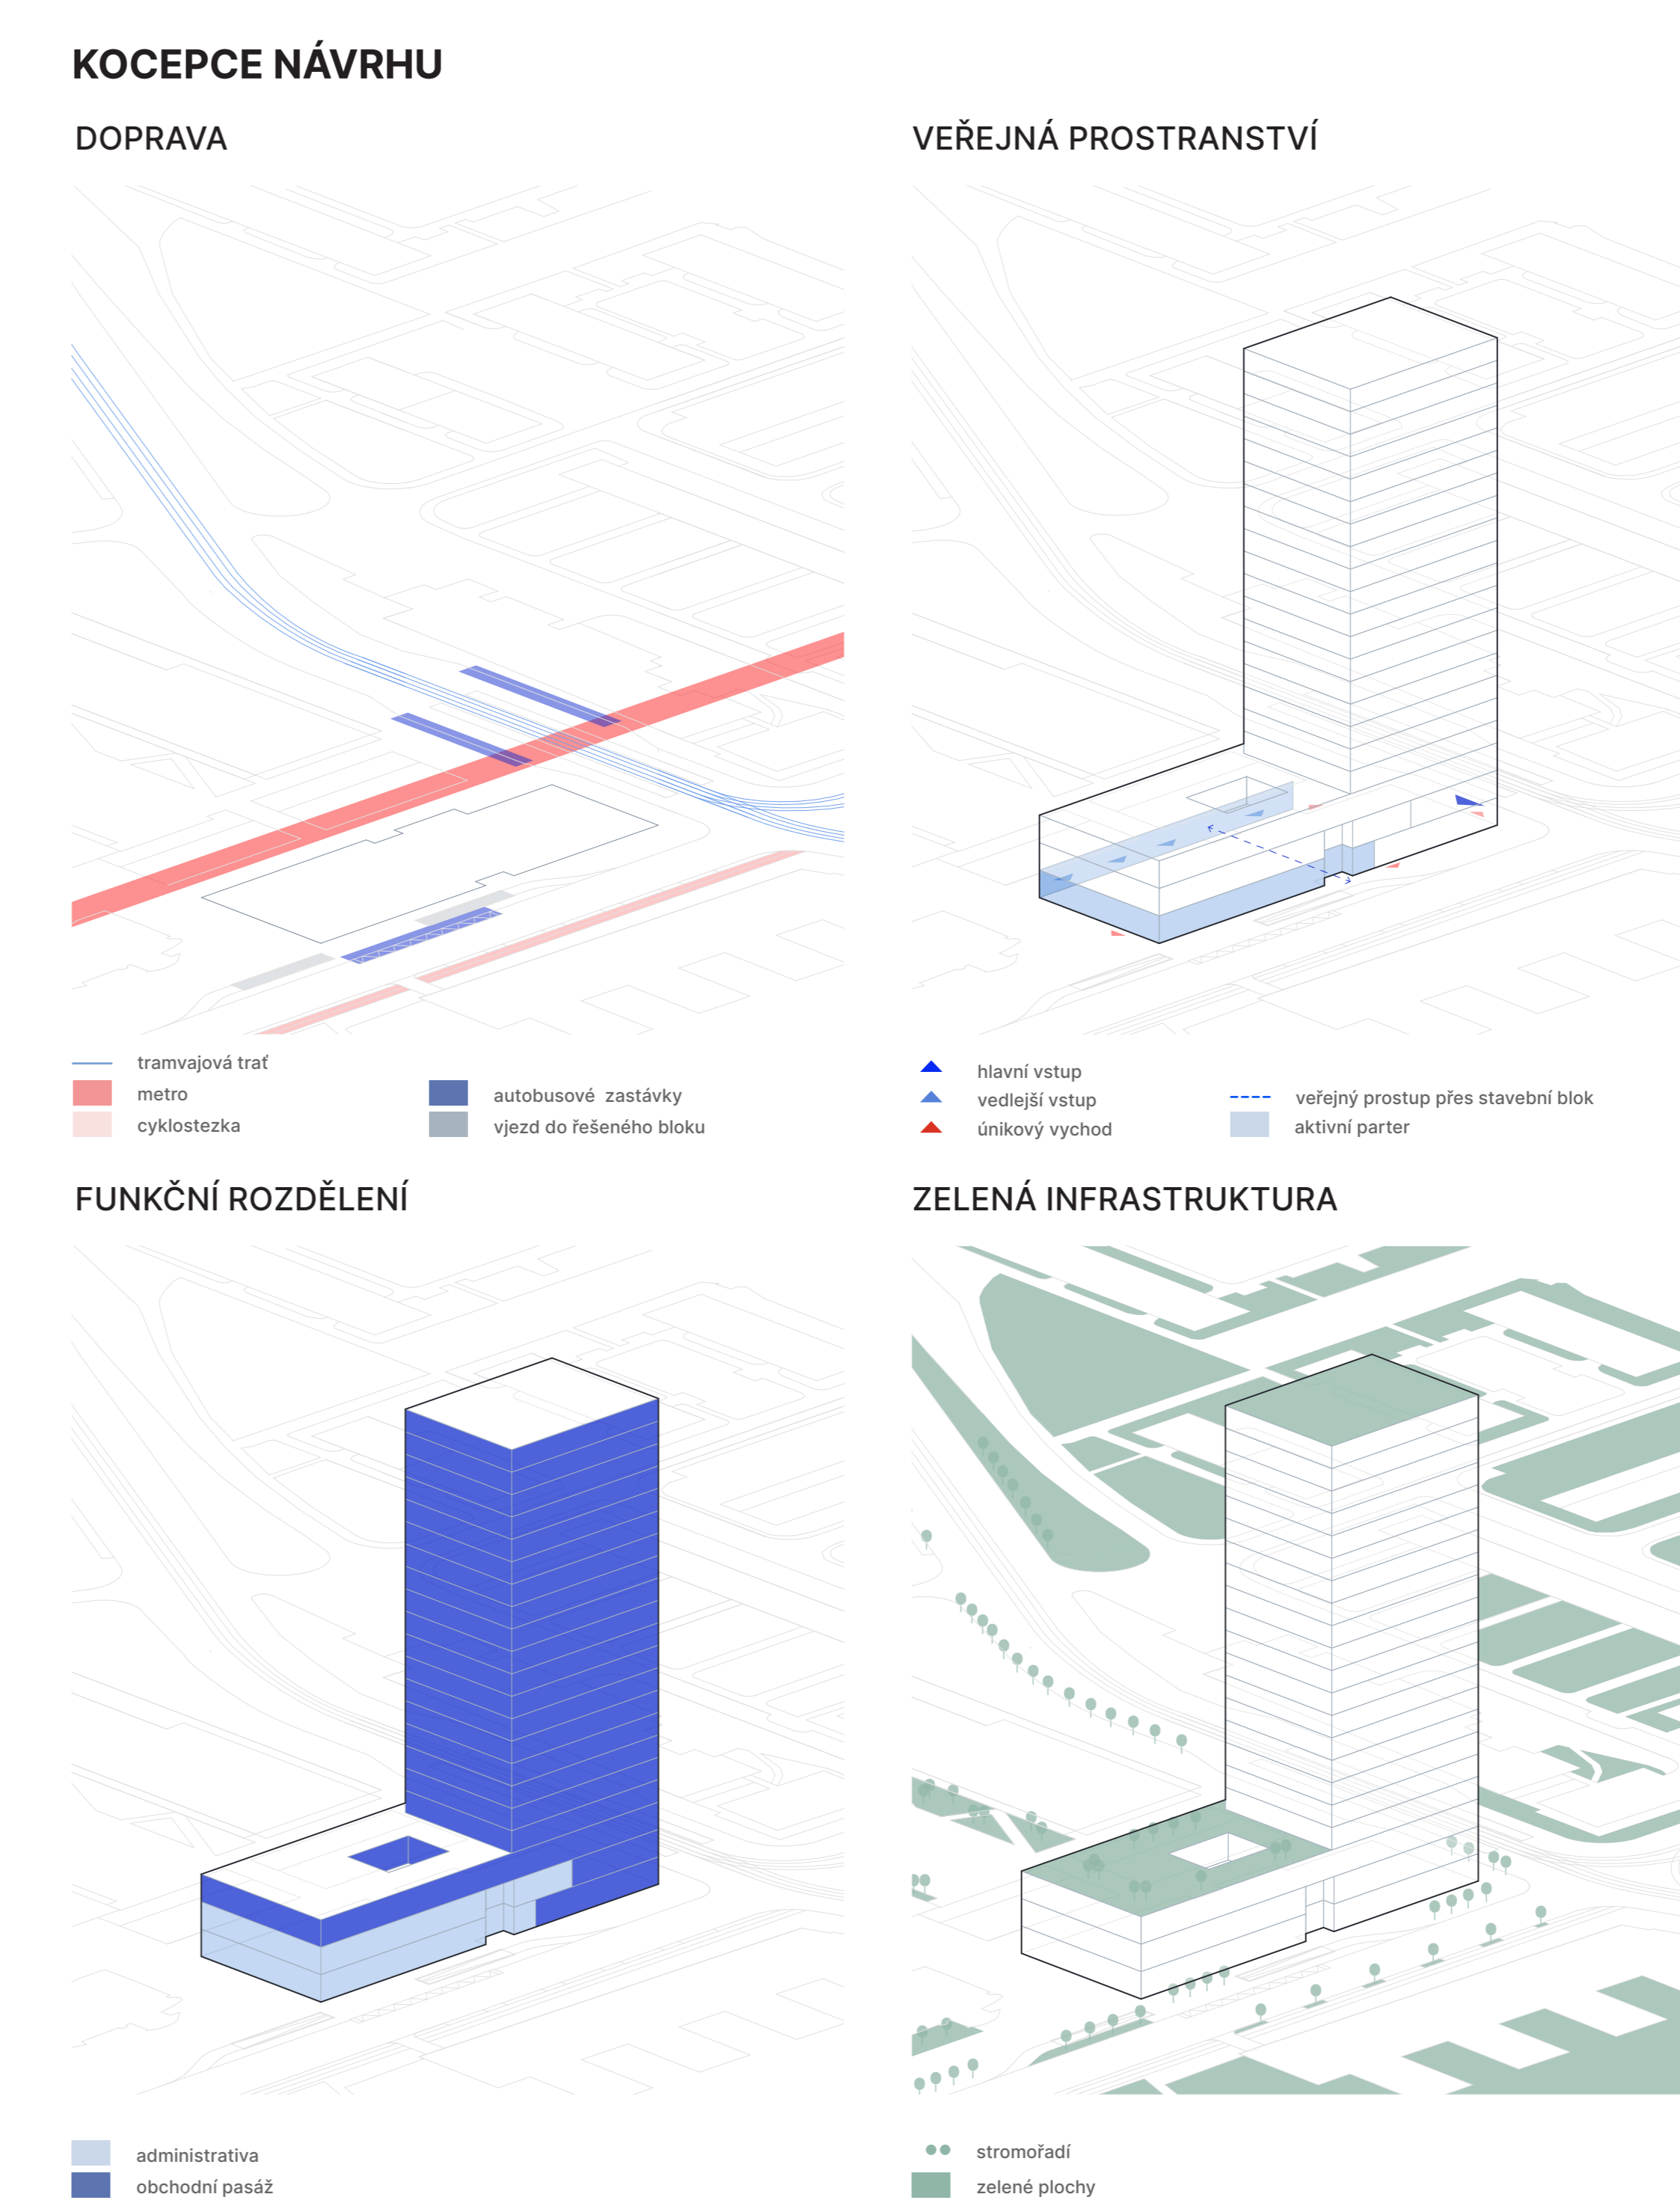 KOCEPCE NÁVRHU
DOPRAVA
VEŘEJNÁ PROSTRANSTVÍ
tramvajová trať
metro
cyklostezka
autobusové zastávky
vjezd do řešeného bloku
hlavní vstup
vedlejší vstup
únikový vychod
veřejný prostup přes stavební blok
aktivní parter
FUNKČNÍ ROZDĚLENÍ
ZELENÁ INFRASTRUKTURA
administrativa
obchodní pasáž
stromořadí
zelené plochy